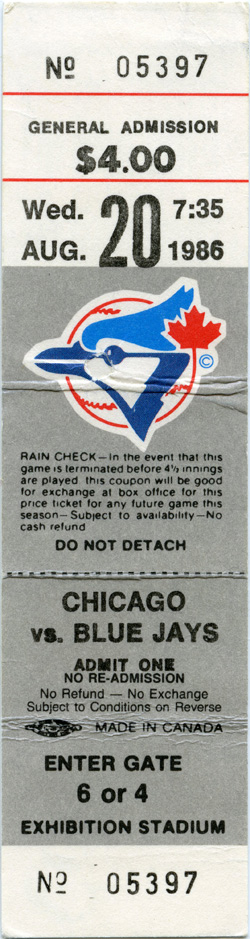 Nº 05397
GENERAL ADMISSION
$4.00
Wed. 20 7:35
AUG. 1986
©
RAIN CHECK—In the event that this
game is terminated before 4½ innings
are played, this coupon will be good
for exchange at box office for this
price ticket for any future game this
season—Subject to availability—No
cash refund
DO NOT DETACH
CHICAGO
vs. BLUE JAYS
ADMIT ONE
NO RE-ADMISSION
No Refund — No Exchange
Subject to Conditions on Reverse
MADE IN CANADA
ENTER GATE
6 or 4
EXHIBITION STADIUM
Nº 05397